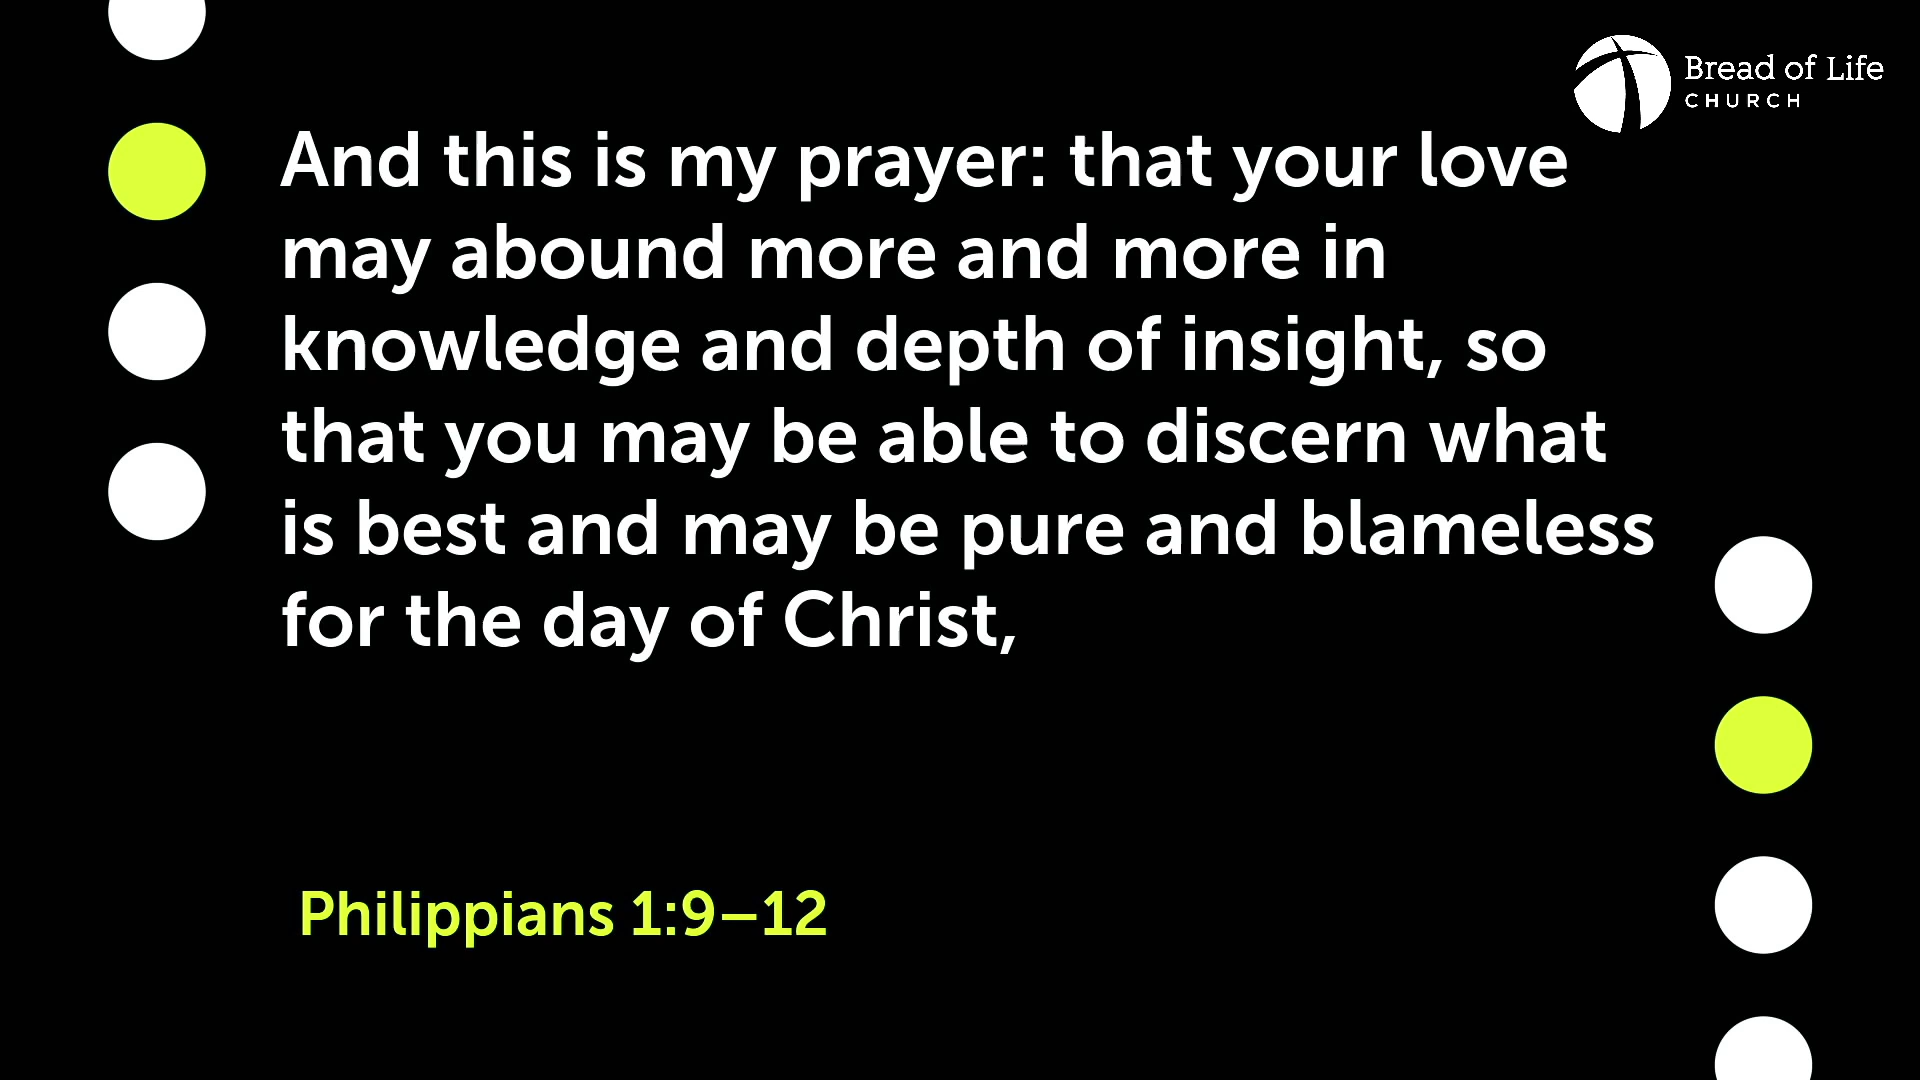 Bread of Life
CHURCH
And this is my prayer: that your love
may abound more and more in
knowledge and depth of insight, so
that you may be able to discern what
is best and may be pure and blameless
for the day of Christ,
Philippians 1:9–12